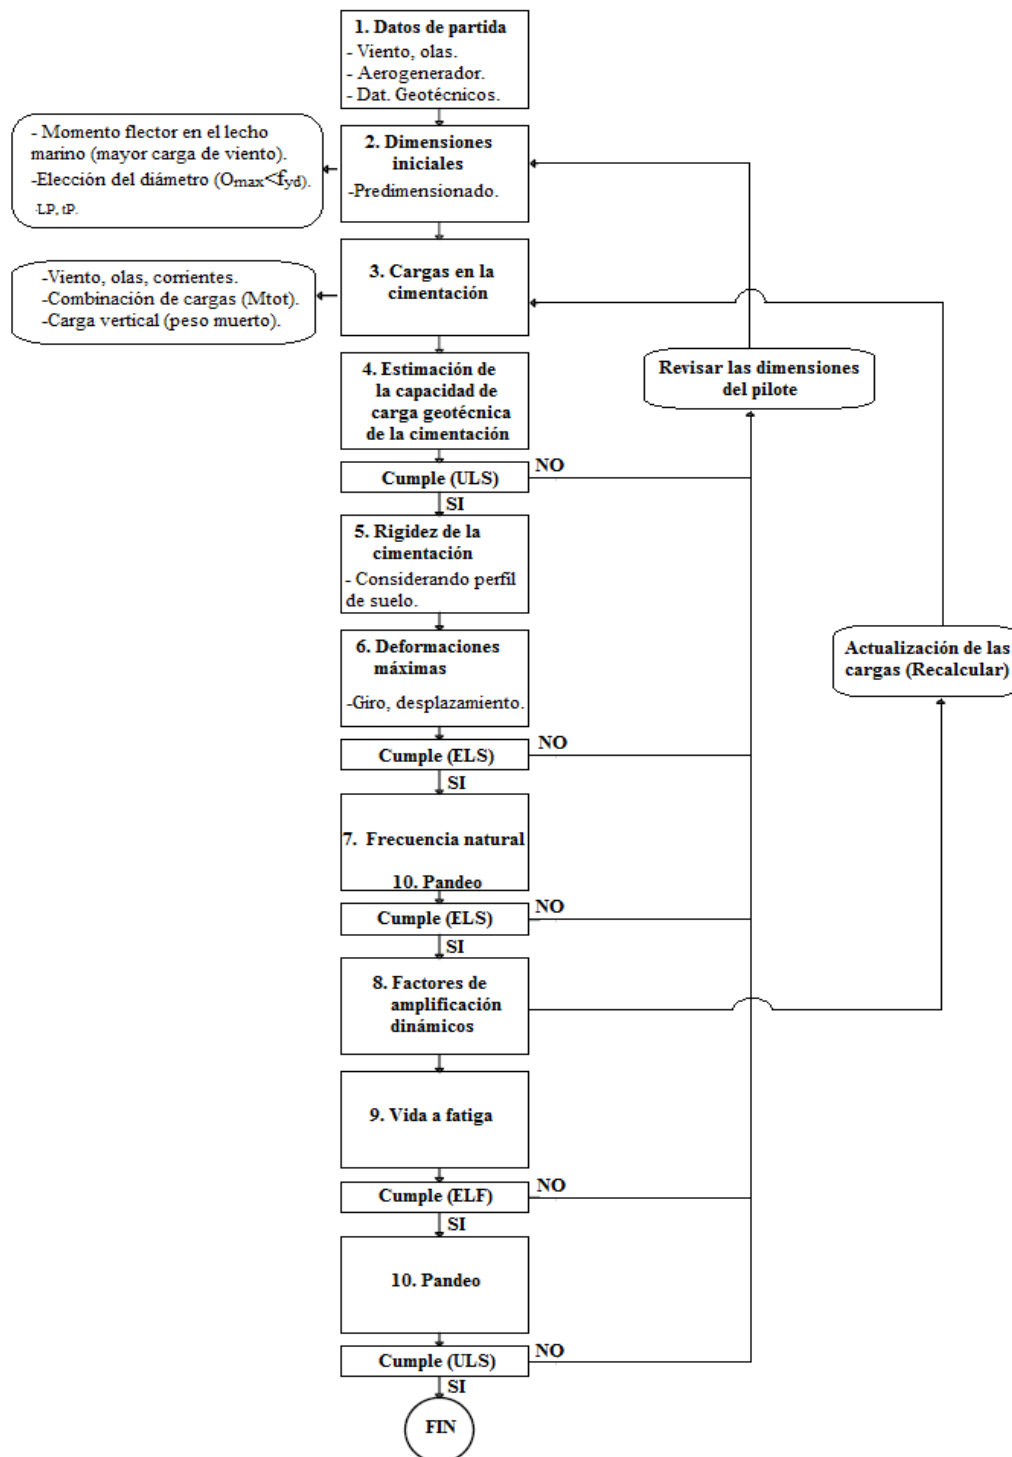 1. Datos de partida
- Viento, olas.
- Aerogenerador.
- Dat. Geotécnicos.
- Momento flector en el lecho
marino (mayor carga de viento).
-Elección del diámetro (Omax<fyd).
-LP, tP.
2. Dimensiones
iniciales
-Predimensionado.
-Viento, olas, corrientes.
-Combinación de cargas (Mtot).
-Carga vertical (peso muerto).
3. Cargas en la
cimentación
4. Estimación de
la capacidad de
carga geotécnica
de la cimentación
Revisar las dimensiones
del pilote
Cumple (ULS)
NO
SI
5. Rigidez de la
cimentación
- Considerando perfil
de suelo.
6. Deformaciones
máximas
-Giro, desplazamiento.
Actualización de las
cargas (Recalcular)
Cumple (ELS)
NO
SI
7. Frecuencia natural
10. Pandeo
Cumple (ELS)
NO
SI
8. Factores de
amplificación
dinámicos
9. Vida a fatiga
Cumple (ELF)
NO
SI
10. Pandeo
Cumple (ULS)
NO
SI
FIN